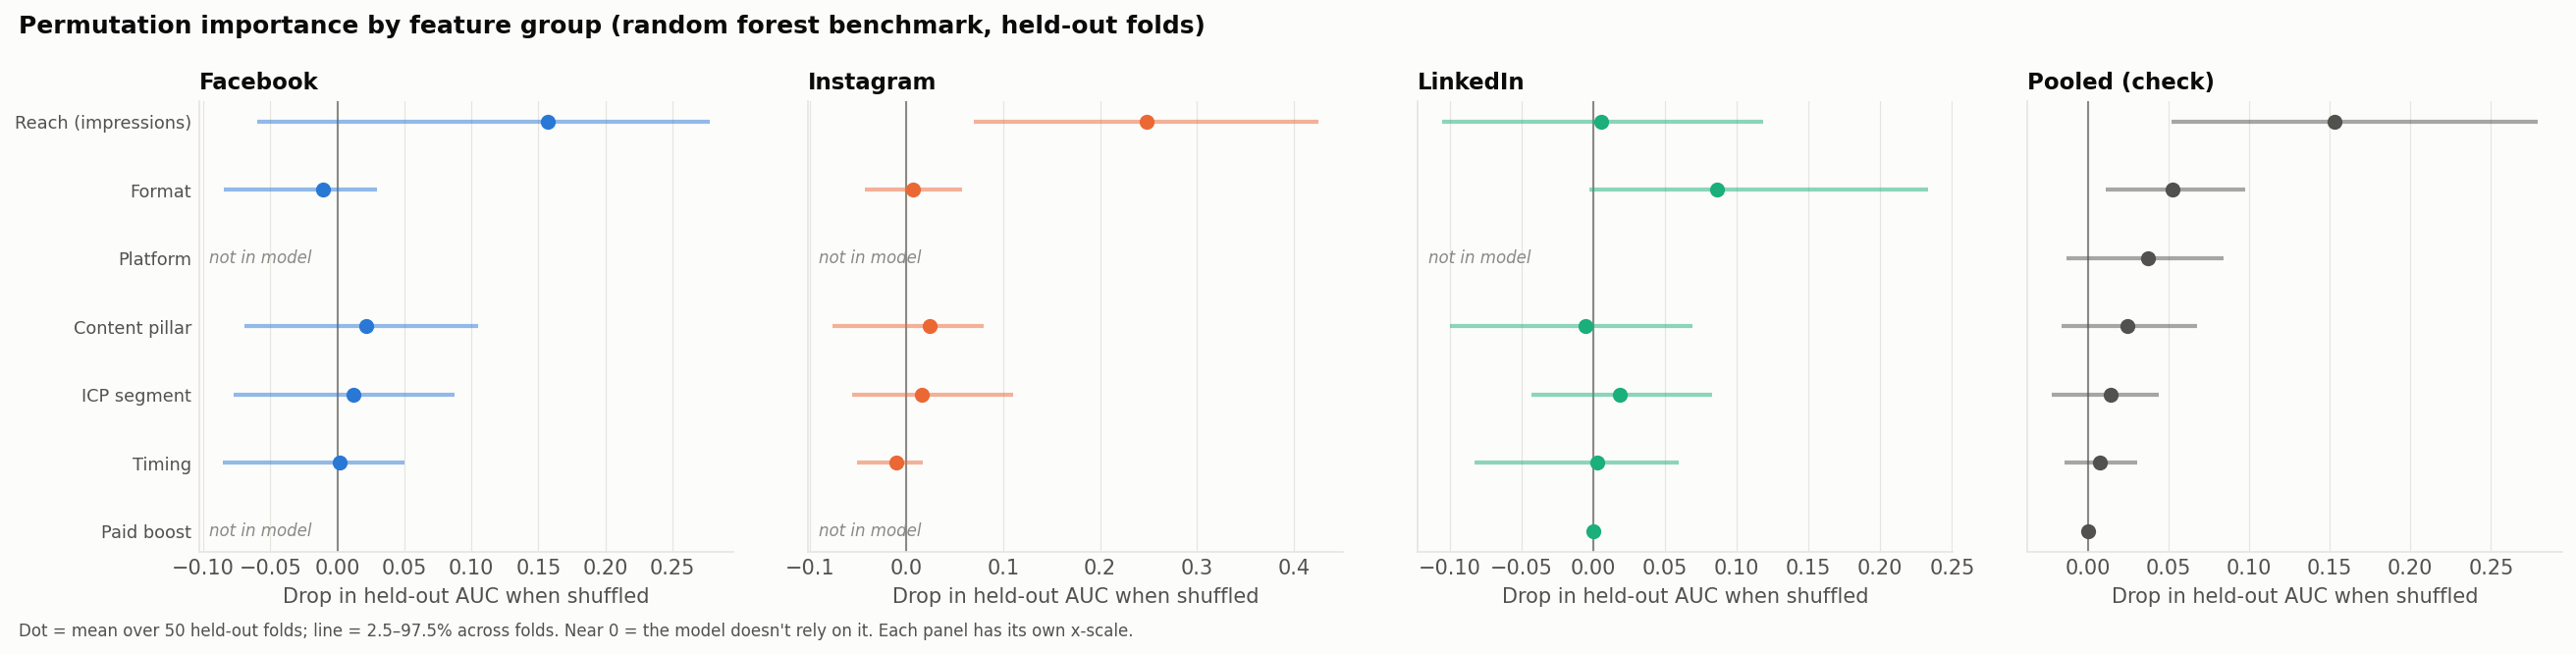 Permutation importance by feature group (random forest benchmark, held-out folds)
Facebook
Instagram
LinkedIn
Pooled (check)
Reach (impressions)
Format
Platform
not in model
not in model
not in model
Content pillar
ICP segment
Timing
Paid boost
not in model
not in model
−0.10 −0.05 0.00 0.05 0.10 0.15 0.20 0.25
−0.1 0.0 0.1 0.2 0.3 0.4
−0.10 −0.05 0.00 0.05 0.10 0.15 0.20 0.25
0.00 0.05 0.10 0.15 0.20 0.25
Drop in held-out AUC when shuffled
Drop in held-out AUC when shuffled
Drop in held-out AUC when shuffled
Drop in held-out AUC when shuffled
Dot = mean over 50 held-out folds; line = 2.5–97.5% across folds. Near 0 = the model doesn't rely on it. Each panel has its own x-scale.